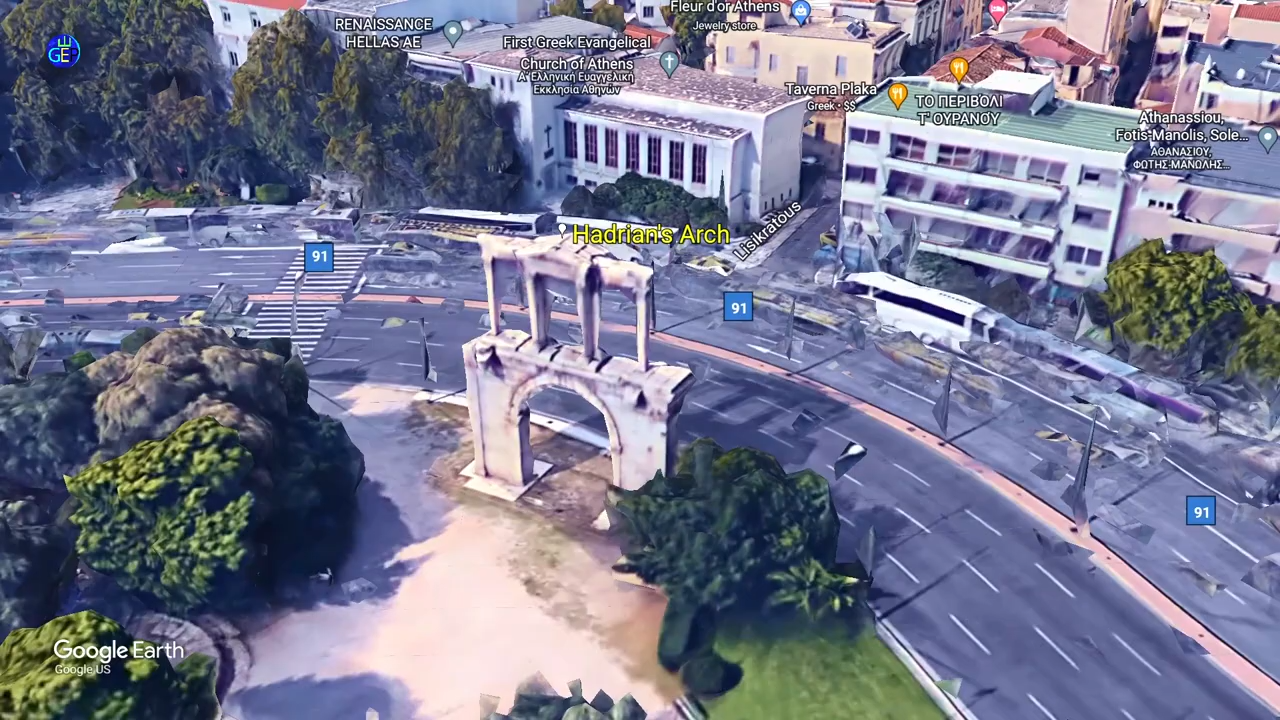 Fleur d'or Athens
Jewelry store
RENAISSANCE
HELLAS AE
First Greek Evangelical
Church of Athens
Α' Ελληνική Ευαγγελική
Εκκλησία Αθηνών
GE
Taverna Plaka
Greek · $$
ΤΟ ΠΕΡΙΒΟΛΙ
Τ' ΟΥΡΑΝΟΥ
Athanassiou,
Fotis-Manolis, Sole...
ΑΘΑΝΑΣΙΟΥ,
ΦΩΤΗΣ-ΜΑΝΩΛΗΣ...
Lisikratous
Hadrian's Arch
91
91
91
Google Earth
Google US